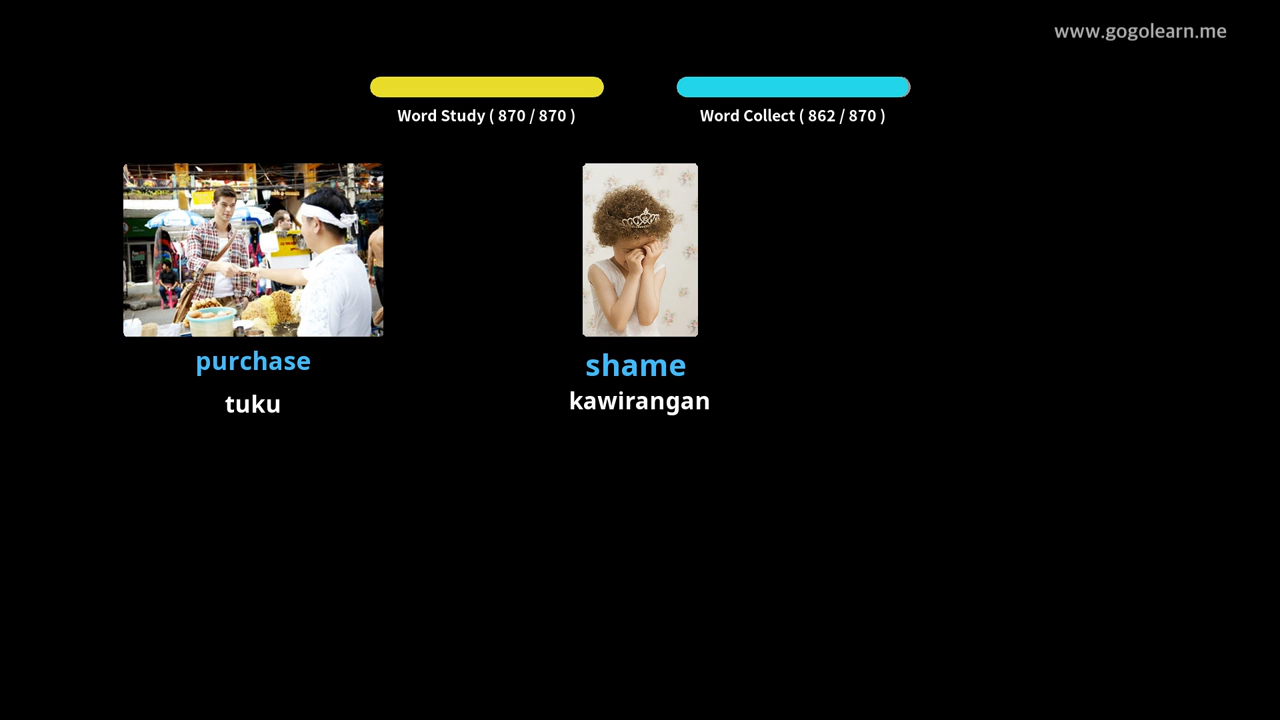 www.gogolearn.me
Word Study ( 870 / 870 )
Word Collect ( 862 / 870 )
purchase
tuku
shame
kawirangan